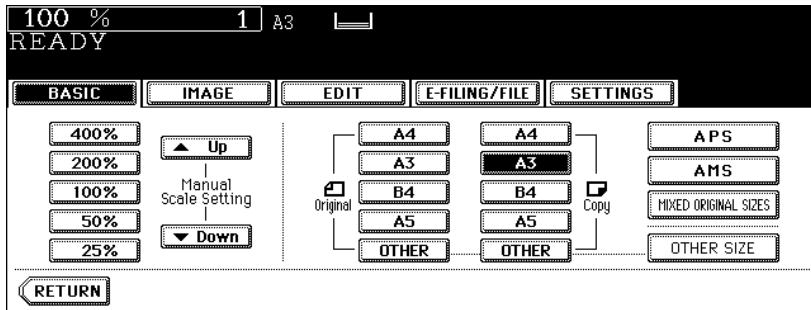 100 % 1 A3
READY
BASIC IMAGE EDIT E-FILING/FILE SETTINGS
400%
200%
100%
50%
25%
Up
Manual
Scale Setting
Down
Original
A4
A3
B4
A5
OTHER
A4
A3
B4
A5
OTHER
Copy
APS
AMS
MIXED ORIGINAL SIZES
OTHER SIZE
RETURN